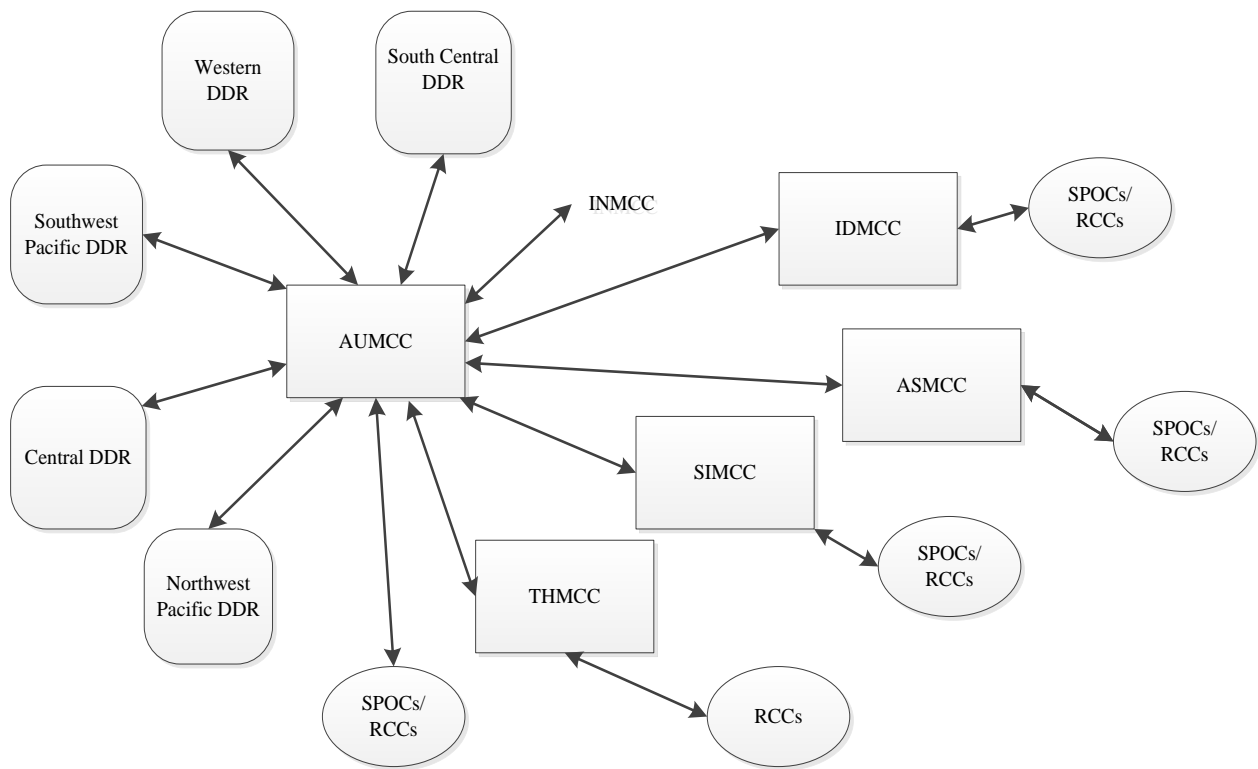 South Central
DDR
Western
DDR
INMCC
SPOCs/
RCCs
Southwest
Pacific DDR
IDMCC
AUMCC
ASMCC
SPOCs/
RCCs
Central DDR
SIMCC
SPOCs/
RCCs
Northwest
Pacific DDR
THMCC
SPOCs/
RCCs
RCCs